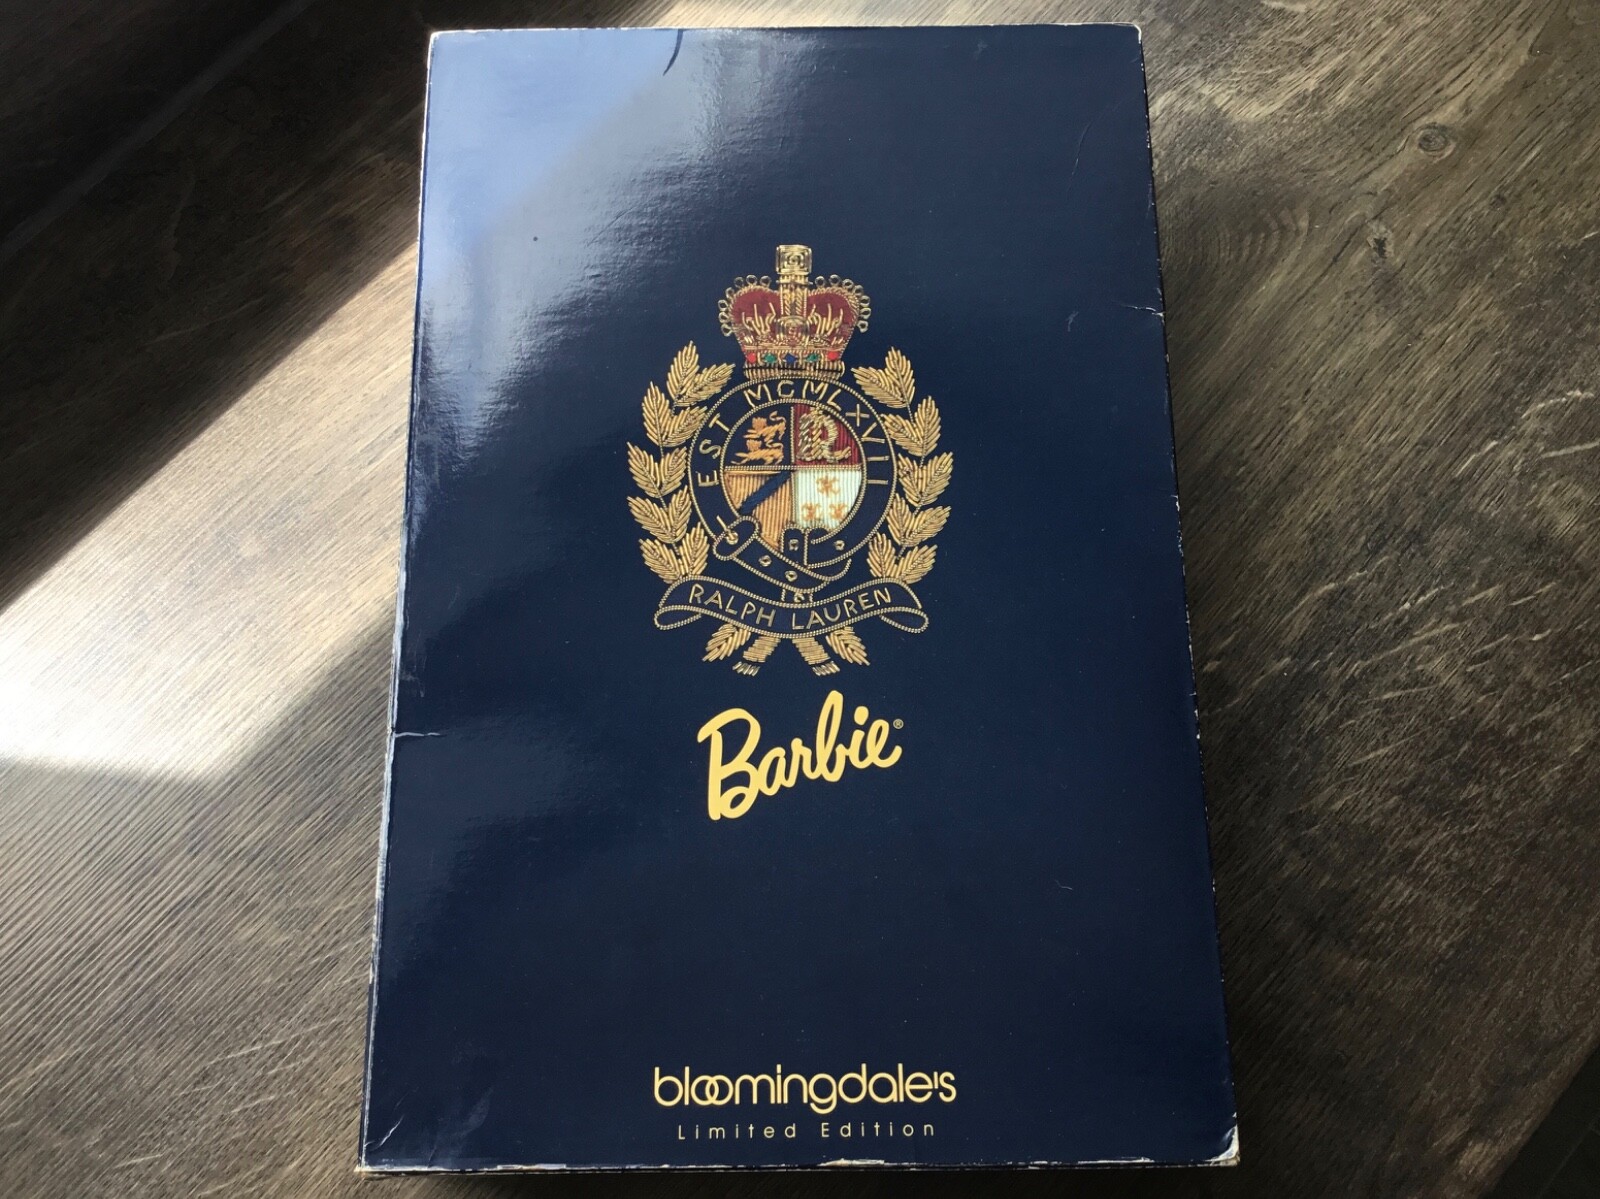 EST MCMLXVII
RALPH LAUREN
Barbie®
bloomingdale's
Limited Edition